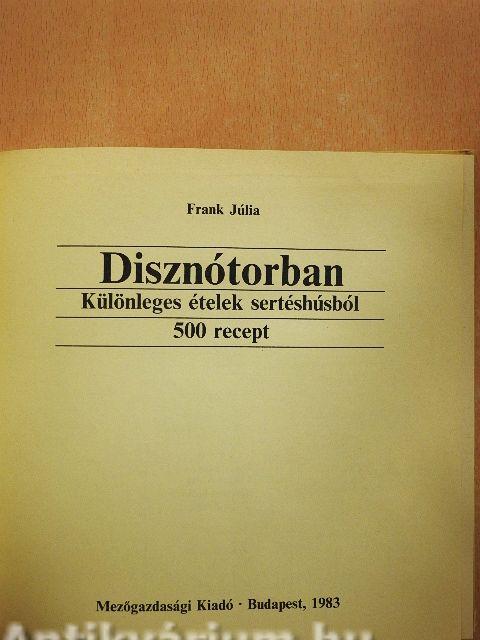 Frank Júlia
Disznótorban
Különleges ételek sertéshúsból
500 recept
Mezőgazdasági Kiadó · Budapest, 1983
Antikvárium.hu